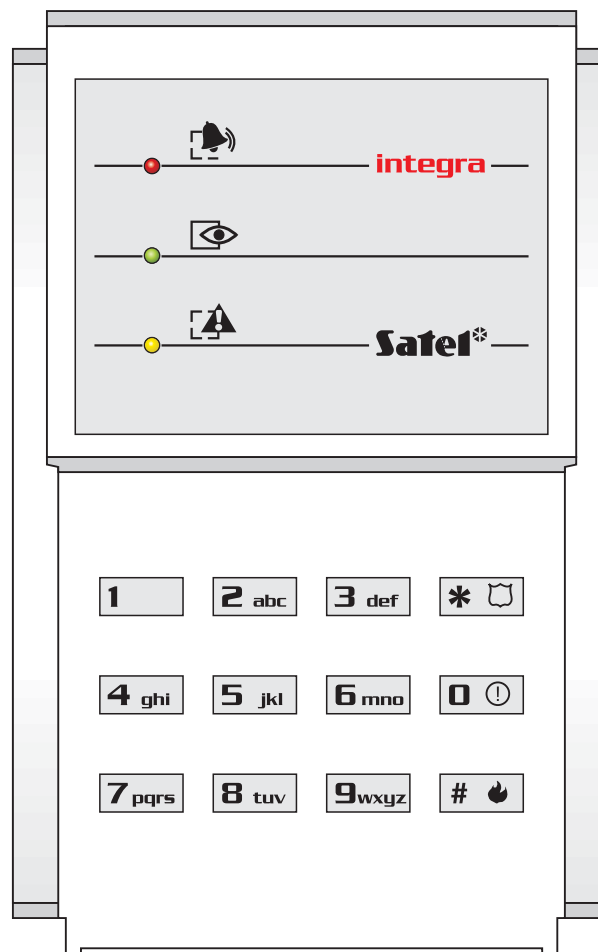 integra
Satel*
1 2 abc 3 def *
4 ghi 5 jkl 6 mno 0 !
7 pqrs 8 tuv 9 wxyz #